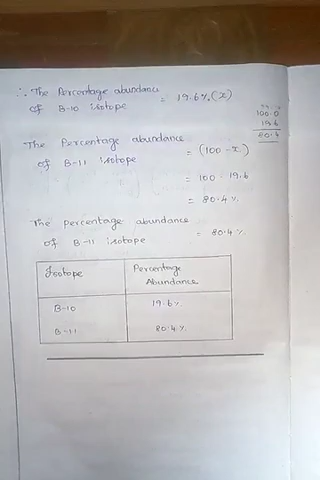 ∴ The Percentage abundance
of B-10 isotope = 19.6% (x)
100.0
19.6
80.4
The Percentage abundance
of B-11 isotope = (100 - x)
= 100 - 19.6
= 80.4%
The percentage abundance
of B-11 isotope = 80.4%.
Isotope Percentage
Abundance
B-10 19.6%
B-11 80.4%